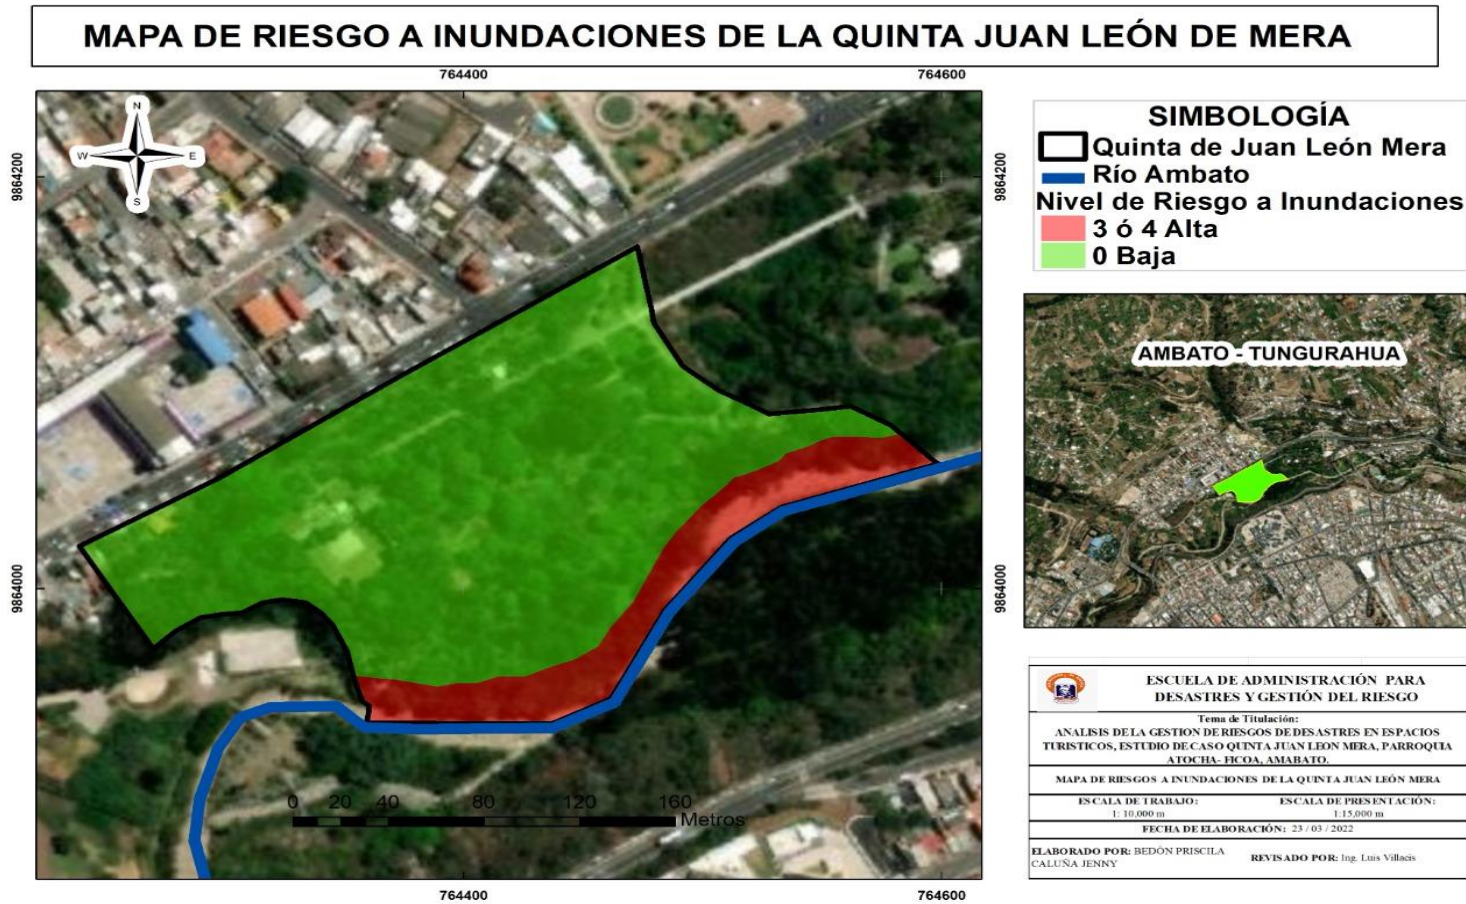 MAPA DE RIESGO A INUNDACIONES DE LA QUINTA JUAN LEÓN DE MERA
764400
764600
9864200
9864200
N
W
E
S
9864000
9864000
0 20 40 80 120 160
Metros
764400
764600
SIMBOLOGÍA
Quinta de Juan León Mera
Río Ambato
Nivel de Riesgo a Inundaciones
3 ó 4 Alta
0 Baja
AMBATO - TUNGURAHUA
ESCUELA DE ADMINISTRACIÓN PARA
DESASTRES Y GESTIÓN DEL RIESGO
Tema de Titulación:
ANALISIS DE LA GESTION DE RIESGOS DE DESASTRES EN ESPACIOS
TURISTICOS, ESTUDIO DE CASO QUINTA JUAN LEON MERA, PARROQUIA
ATOCHA- FICOA, AMABATO.
MAPA DE RIESGOS A INUNDACIONES DE LA QUINTA JUAN LEÓN MERA
ESCALA DE TRABAJO:
1: 10,000 m
ESCALA DE PRESENTACIÓN:
1:15,000 m
FECHA DE ELABORACIÓN: 23 / 03 / 2022
ELABORADO POR: BEDÓN PRISCILA
CALUÑA JENNY
REVISADO POR: Ing. Luis Villacis